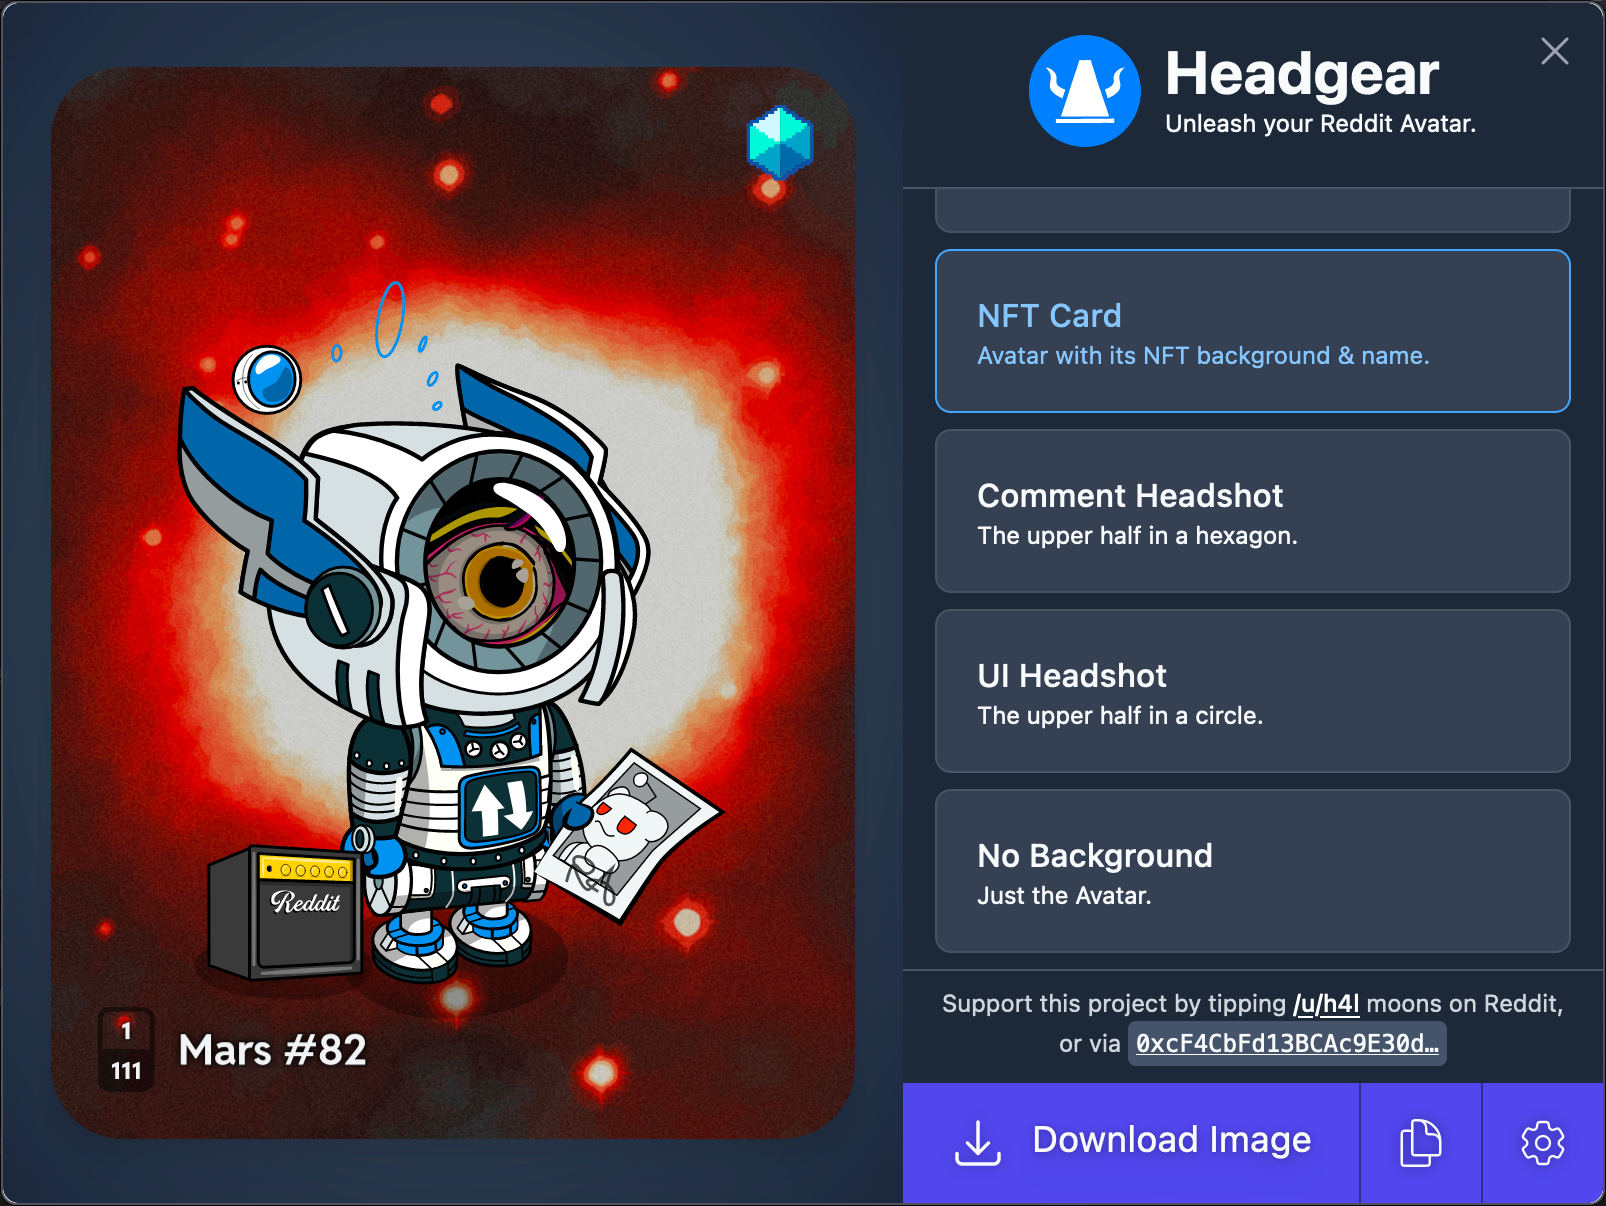 Headgear
Unleash your Reddit Avatar.
NFT Card
Avatar with its NFT background & name.
Comment Headshot
The upper half in a hexagon.
UI Headshot
The upper half in a circle.
No Background
Just the Avatar.
Support this project by tipping /u/h4l moons on Reddit,
or via 0xcF4CbFd13BCAc9E30d…
Download Image
Reddit
1
111
Mars #82